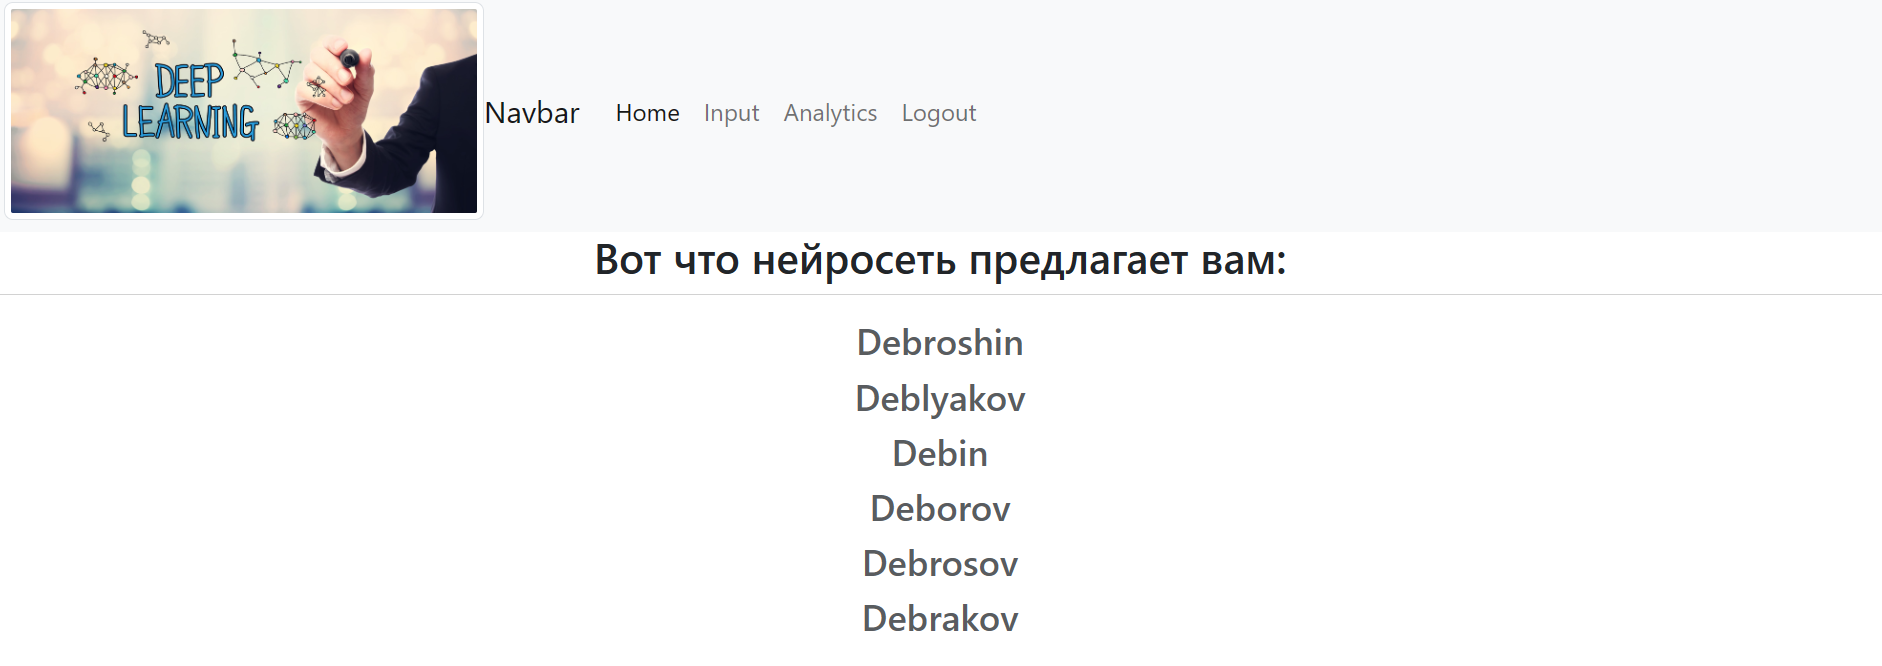 DEEP
LEARNING
Navbar Home Input Analytics Logout
Вот что нейросеть предлагает вам:
Debroshin
Deblyakov
Debin
Deborov
Debrosov
Debrakov